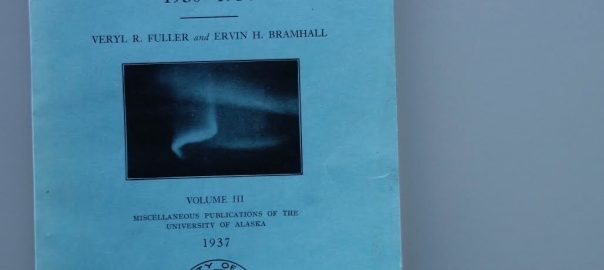 VERYL R. FULLER and ERVIN H. BRAMHALL
VOLUME III
MISCELLANEOUS PUBLICATIONS OF THE
UNIVERSITY OF ALASKA
1937